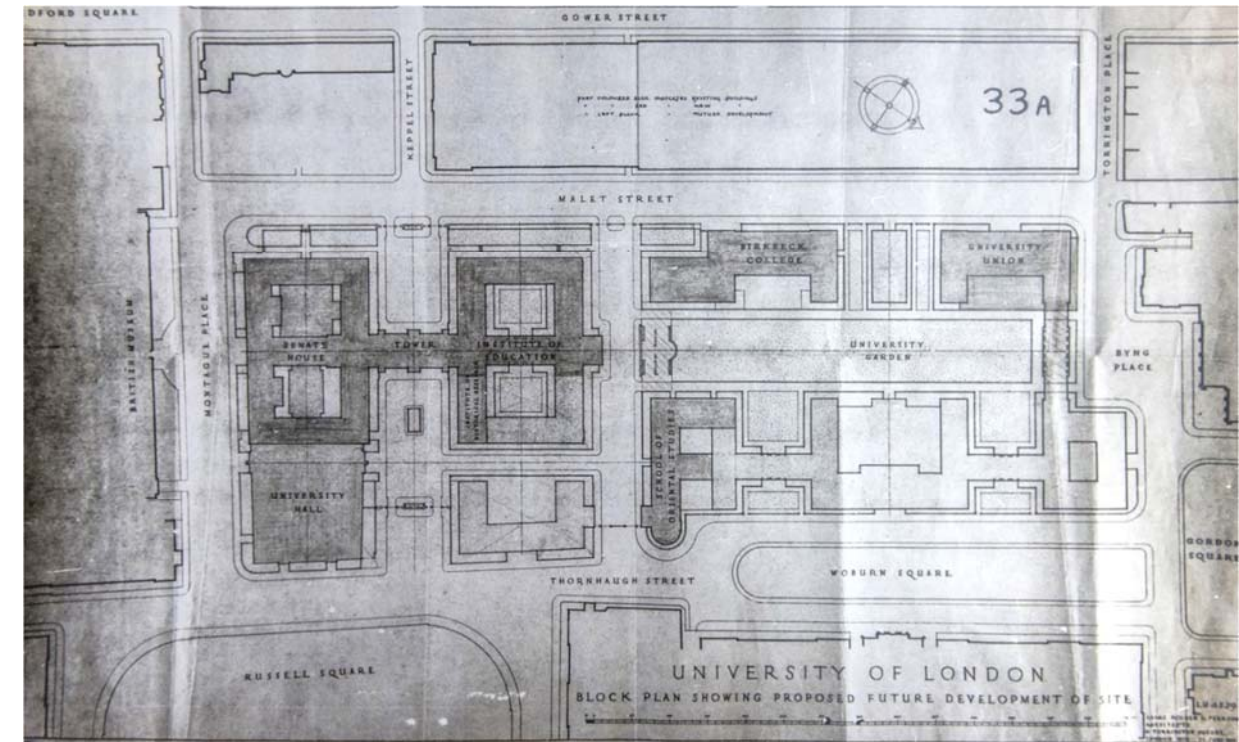 DFORD SQUARE
GOWER STREET
KEPPEL STREET
TORRINGTON PLACE
33A
MALET STREET
BRITISH MUSEUM
MONTAGUE PLACE
SENATE
HOUSE
TOWER
INSTITUTE OF
EDUCATION
BIRKBECK
COLLEGE
UNIVERSITY
UNION
UNIVERSITY
GARDEN
BYNG
PLACE
UNIVERSITY
HALL
SCHOOL OF
ORIENTAL STUDIES
THORNHAUGH STREET
WOBURN SQUARE
GORDON
SQUARE
RUSSELL SQUARE
UNIVERSITY OF LONDON
BLOCK PLAN SHOWING PROPOSED FUTURE DEVELOPMENT OF SITE